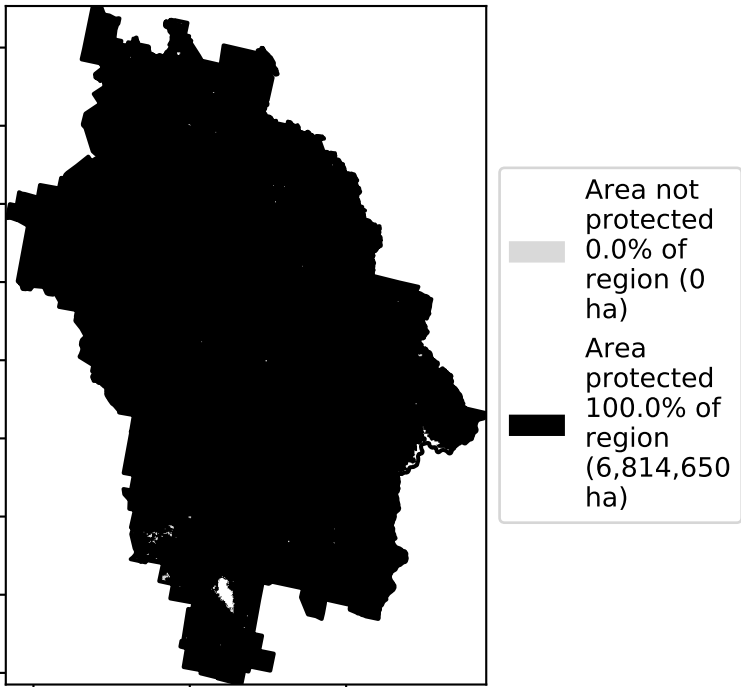 Area not
protected
0.0% of
region (0
ha)
Area
protected
100.0% of
region
(6,814,650
ha)